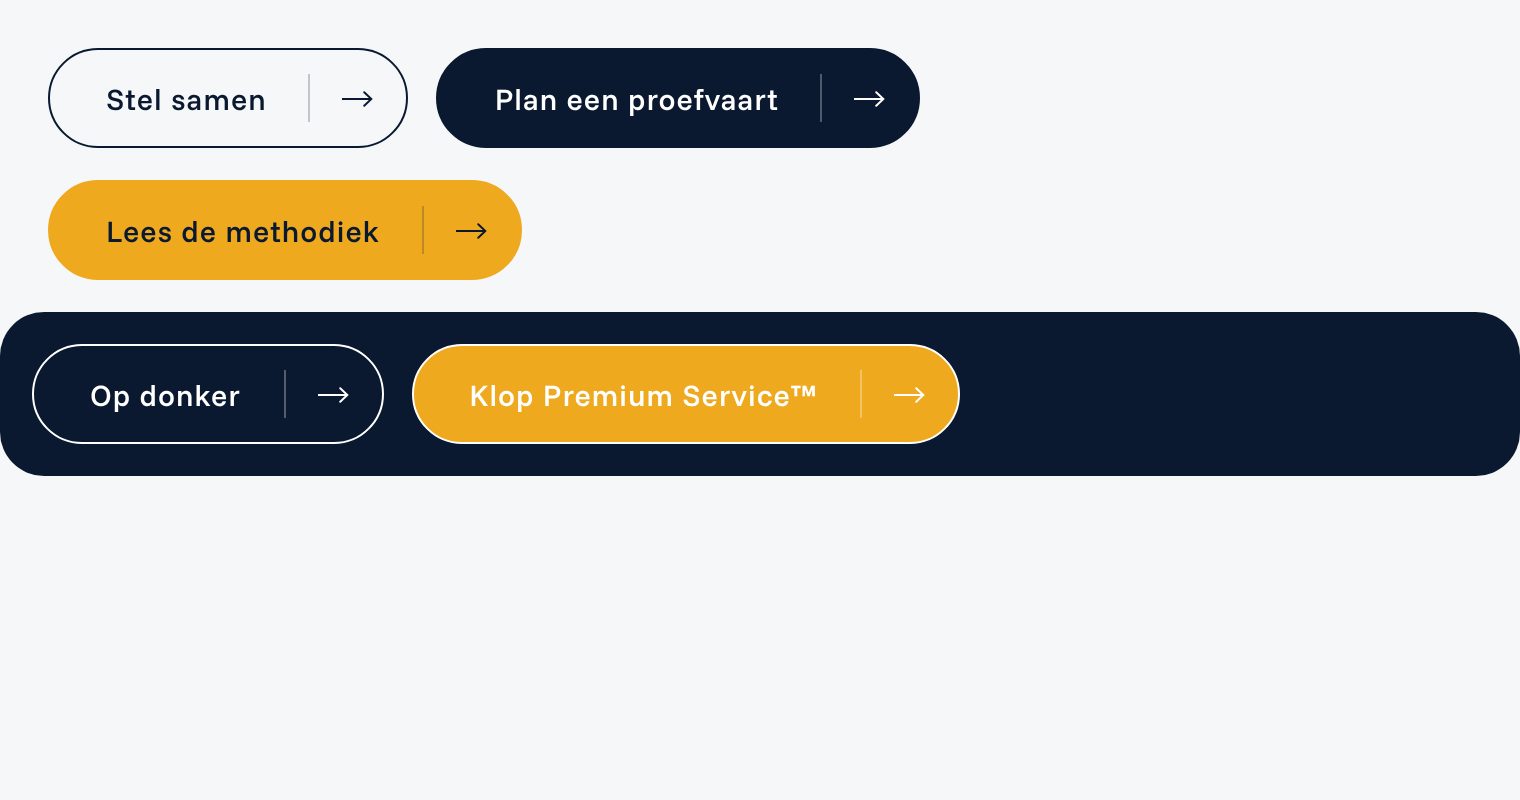 Stel samen
Plan een proefvaart
Lees de methodiek
Op donker
Klop Premium Service™